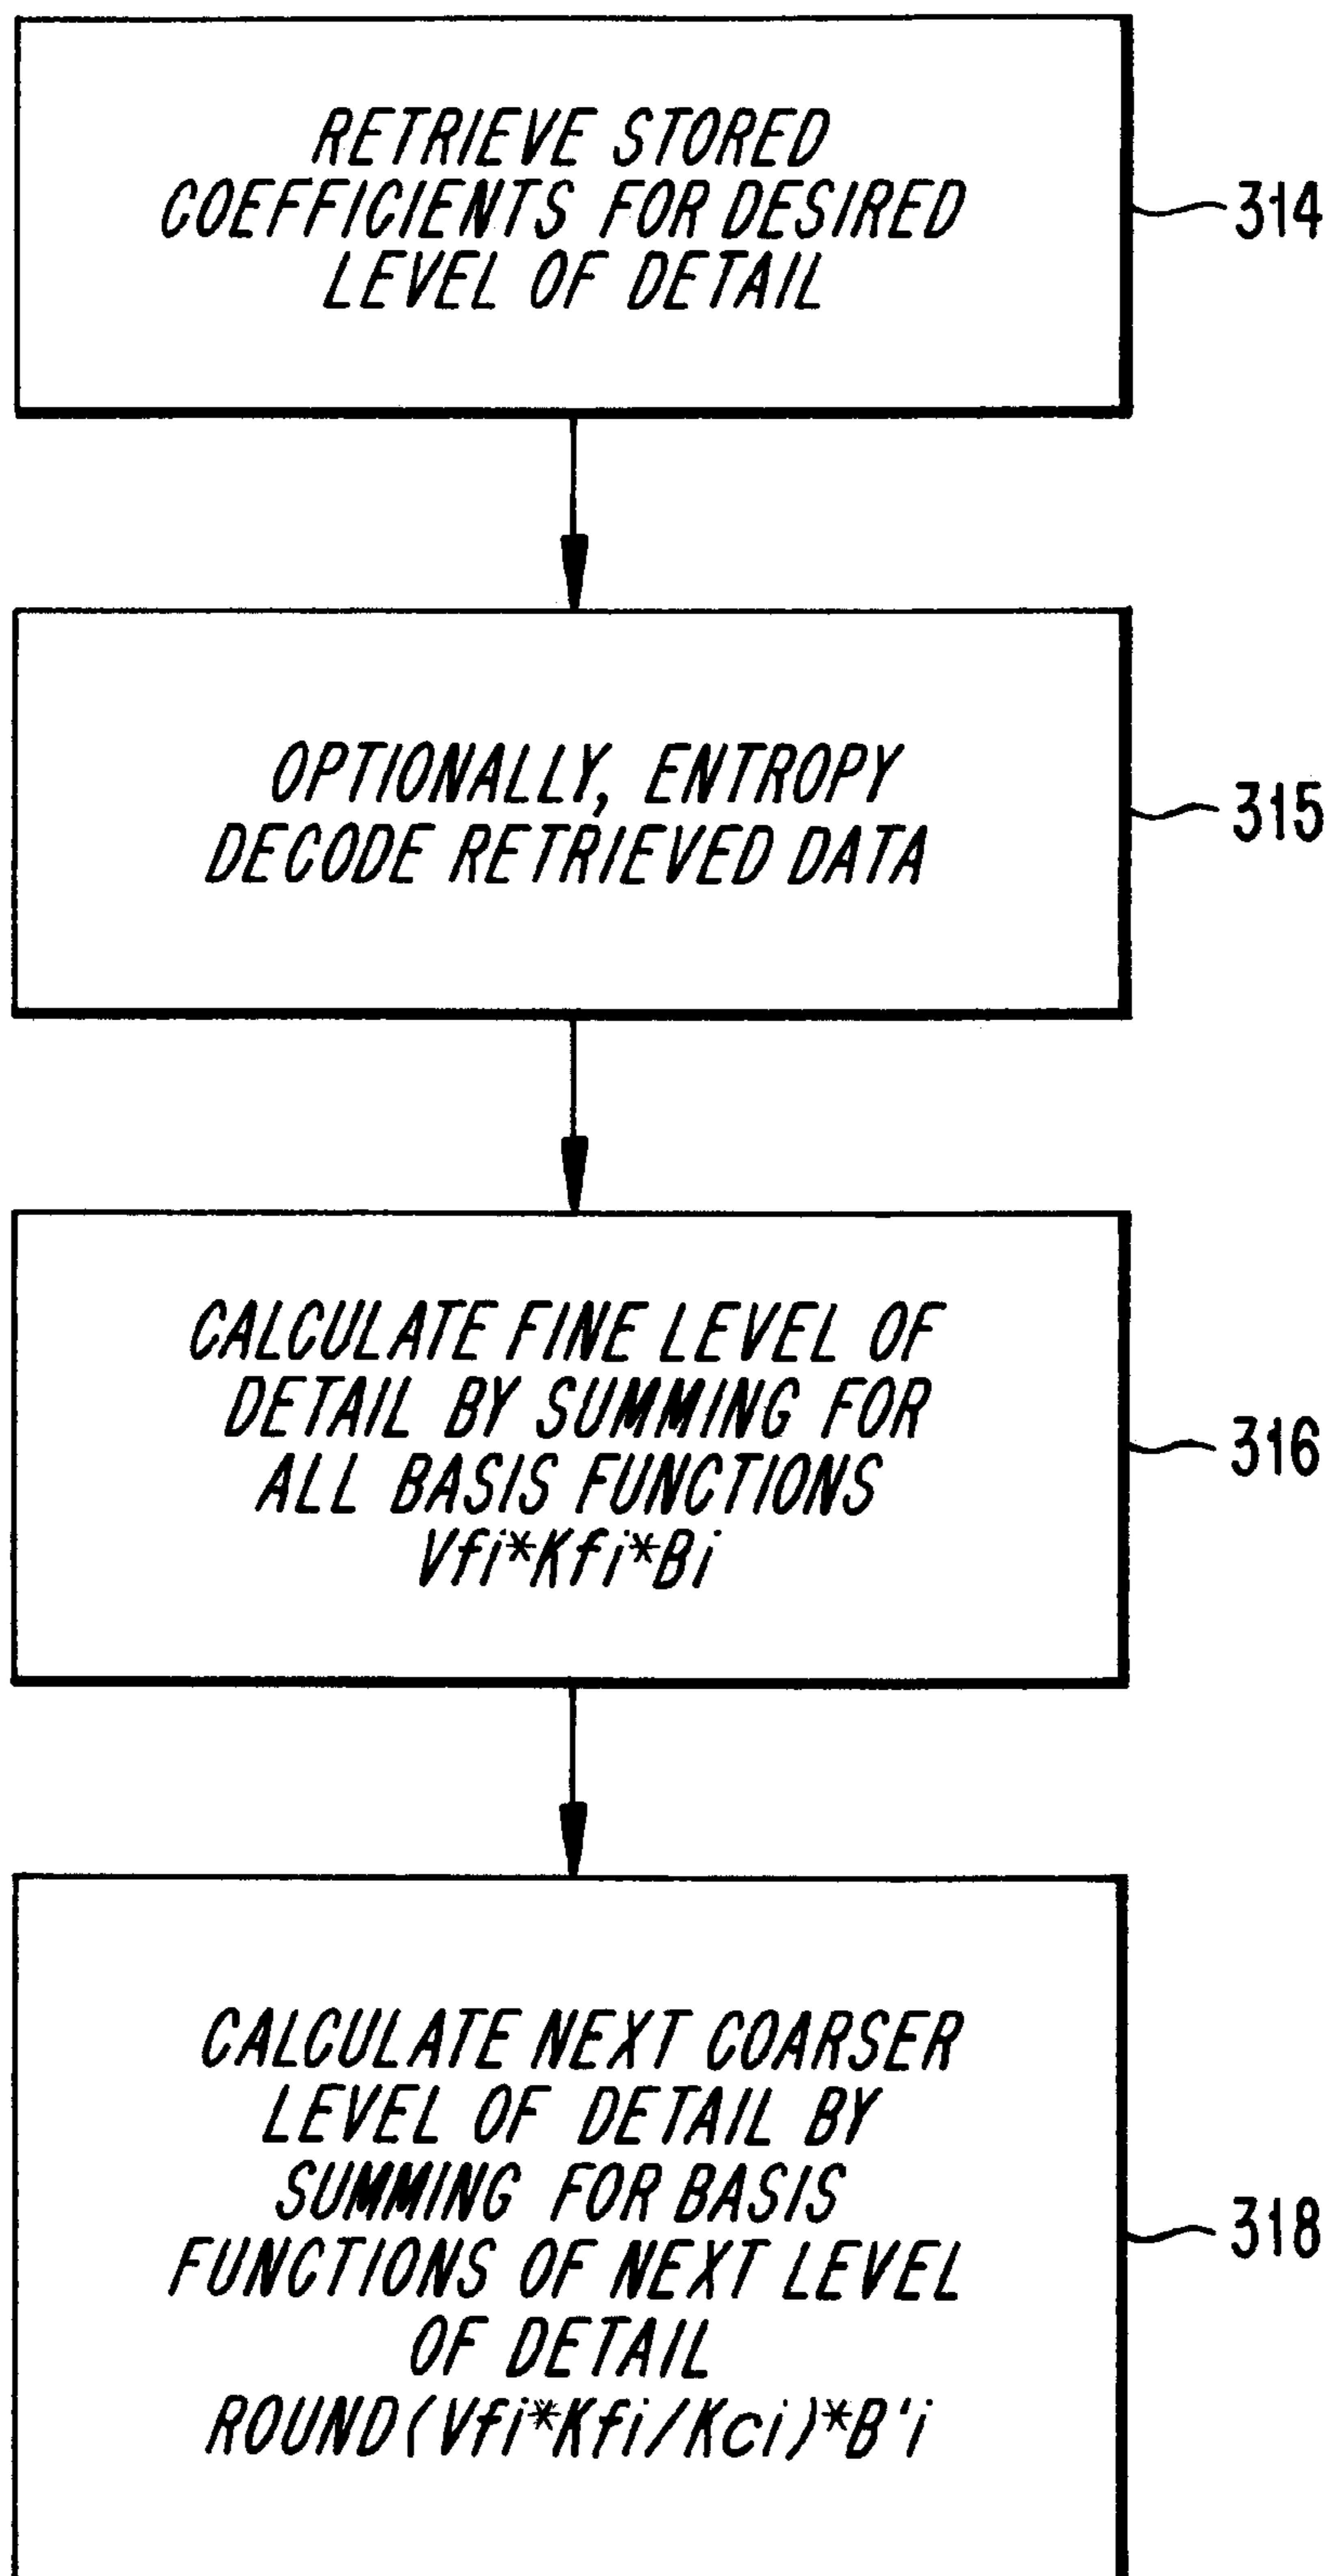 RETRIEVE STORED
COEFFICIENTS FOR DESIRED
LEVEL OF DETAIL
314
OPTIONALLY, ENTROPY
DECODE RETRIEVED DATA
315
CALCULATE FINE LEVEL OF
DETAIL BY SUMMING FOR
ALL BASIS FUNCTIONS
Vfi*Kfi*Bi
316
CALCULATE NEXT COARSER
LEVEL OF DETAIL BY
SUMMING FOR BASIS
FUNCTIONS OF NEXT LEVEL
OF DETAIL
ROUND(Vfi*Kfi/Kci)*B'i
318